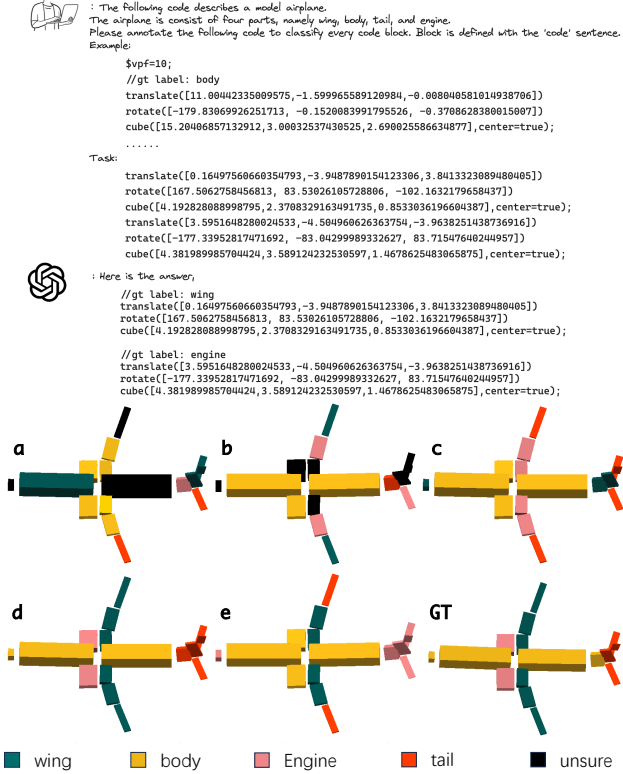 : The following code describes a model airplane.
The airplane is consist of four parts, namely wing, body, tail, and engine.
Please annotate the following code to classify every code block. Block is defined with the 'code' sentence.
Example:
$vpf=10;
//gt label: body
translate([11.00442335009575,-1.599965589120984,-0.008040581014938706])
rotate([-179.83069926251713, -0.1520083991795526, -0.3708628380015007])
cube([15.20406857132912,3.00032537430525,2.690025586634877],center=true);
......
Task:
translate([0.16497560660354793,-3.9487890154123306,3.8413323089480405])
rotate([167.5062758456813, 83.53026105728806, -102.1632179658437])
cube([4.192828088998795,2.3708329163491735,0.8533036196604387],center=true);
translate([3.5951648280024533,-4.504960626363754,-3.9638251438736916])
rotate([-177.33952817471692, -83.04299989332627, 83.71547640244957])
cube([4.381989985704424,3.589124232530597,1.4678625483065875],center=true);
: Here is the answer,
//gt label: wing
translate([0.16497560660354793,-3.9487890154123306,3.8413323089480405])
rotate([167.5062758456813, 83.53026105728806, -102.1632179658437])
cube([4.192828088998795,2.3708329163491735,0.8533036196604387],center=true);
//gt label: engine
translate([3.5951648280024533,-4.504960626363754,-3.9638251438736916])
rotate([-177.33952817471692, -83.04299989332627, 83.71547640244957])
cube([4.381989985704424,3.589124232530597,1.4678625483065875],center=true);
a b c
d e GT
wing body Engine tail unsure